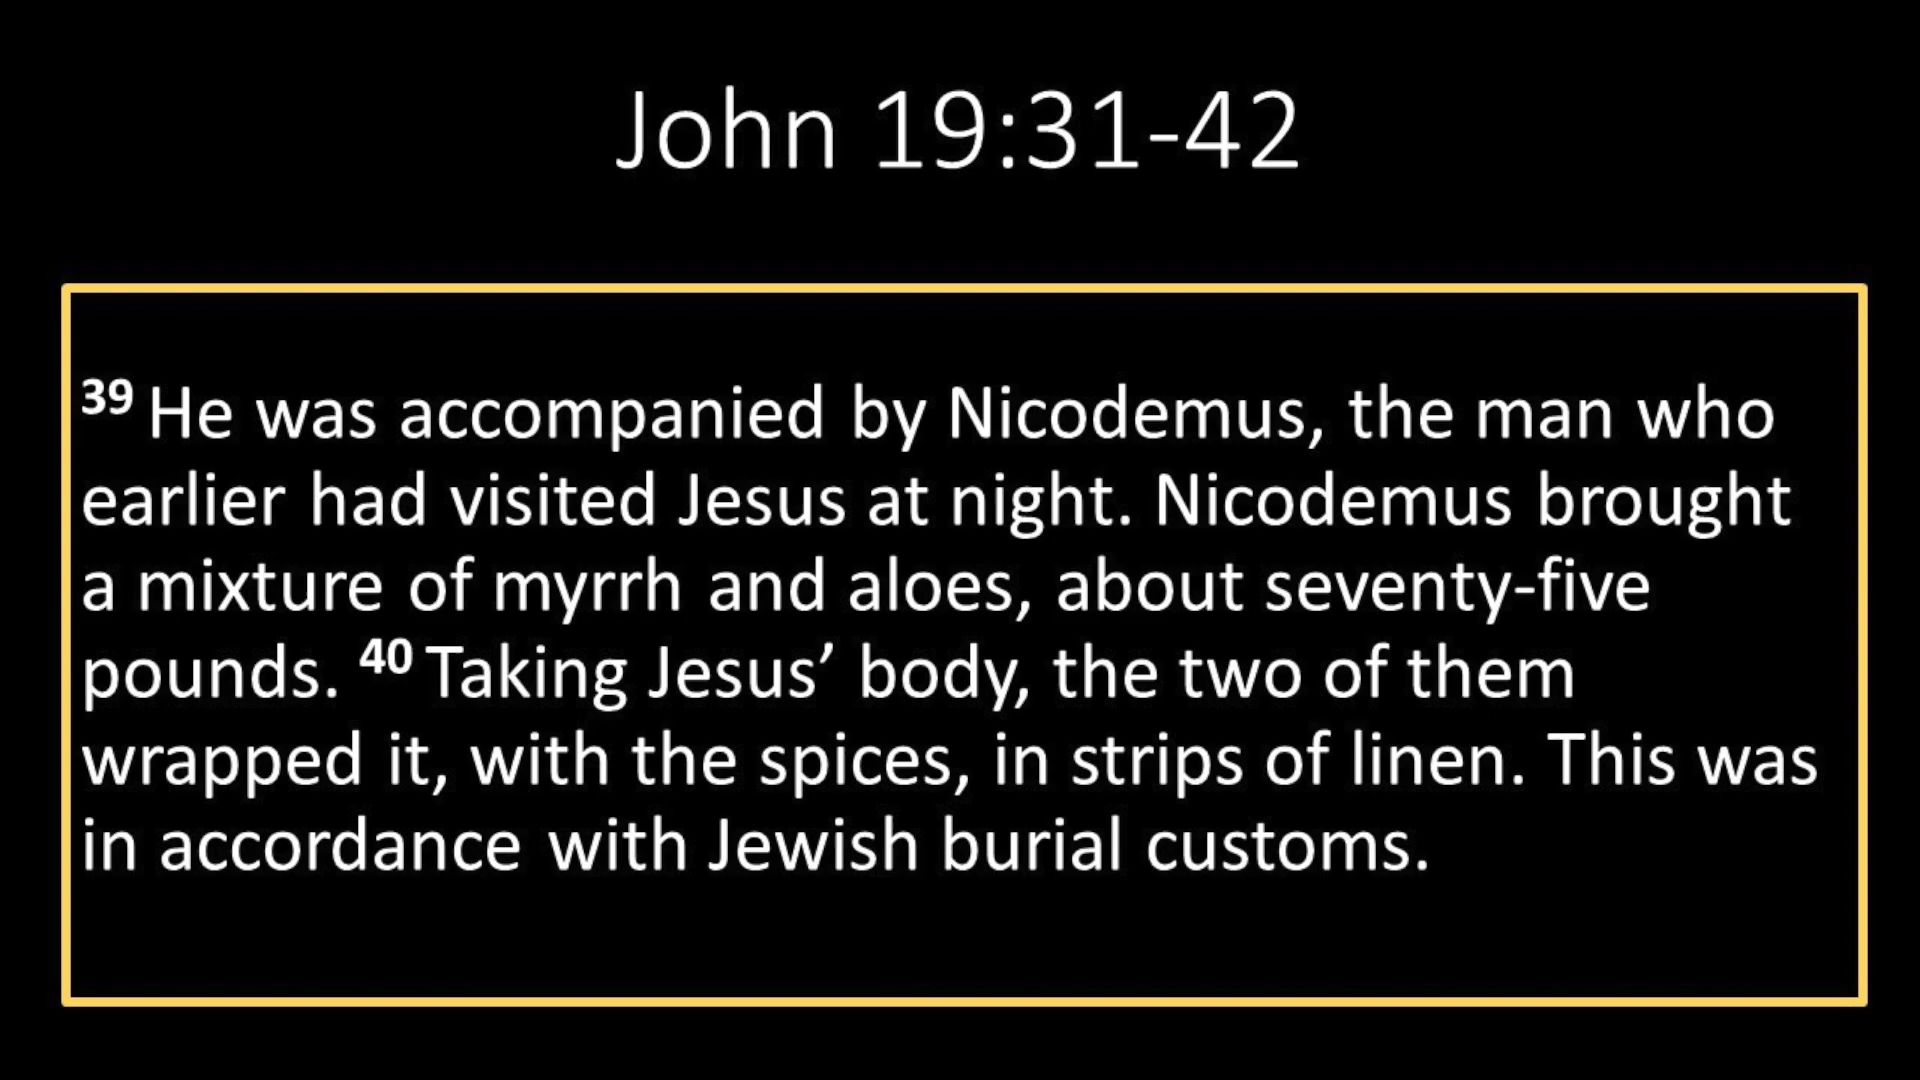 John 19:31-42
39 He was accompanied by Nicodemus, the man who
earlier had visited Jesus at night. Nicodemus brought
a mixture of myrrh and aloes, about seventy-five
pounds. 40 Taking Jesus’ body, the two of them
wrapped it, with the spices, in strips of linen. This was
in accordance with Jewish burial customs.